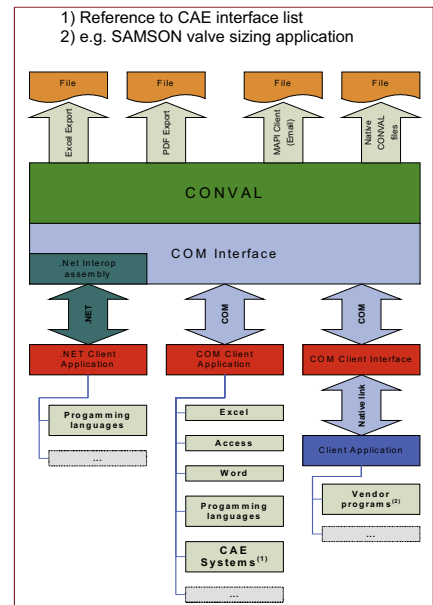 1) Reference to CAE interface list
2) e.g. SAMSON valve sizing application
File
File
File
File
Excel Export
PDF Export
MAPI Client
(Email)
Native
CONVAL
files
CONVAL
COM Interface
.Net Interop
assembly
.NET
COM
COM
.NET Client
Application
COM Client
Application
COM Client Interface
Progamming
languages
...
Excel
Access
Word
Progamming
languages
CAE
Systems(1)
...
Native link
Client Application
Vendor
programs(2)
...